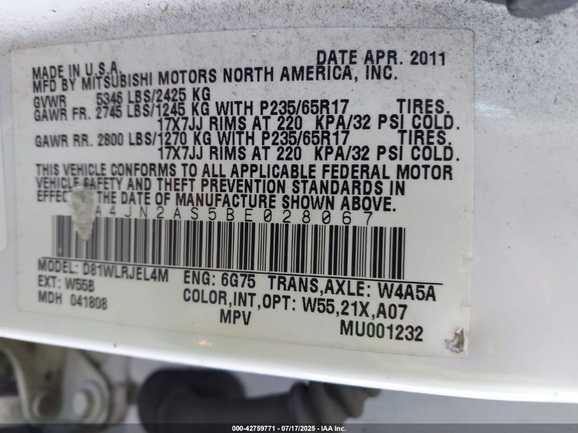 MADE IN U.S.A. DATE APR. 2011
MFD BY MITSUBISHI MOTORS NORTH AMERICA, INC.
GVWR 5346 LBS/2425 KG
GAWR FR. 2745 LBS/1245 KG WITH P235/65R17 TIRES.
17X7JJ RIMS AT 220 KPA/32 PSI COLD.
GAWR RR. 2800 LBS/1270 KG WITH P235/65R17 TIRES.
17X7JJ RIMS AT 220 KPA/32 PSI COLD.
THIS VEHICLE CONFORMS TO ALL APPLICABLE FEDERAL MOTOR
VEHICLE SAFETY AND THEFT PREVENTION STANDARDS IN
EFFECT THE DATE OF MANUFACTURE SHOWN ABOVE.
A4JN2AS5BE028067
MODEL: D81WLRJEL4M ENG: 6G75 TRANS,AXLE: W4A5A
EXT: W55B COLOR,INT,OPT: W55,21X,A07
MDH 041808 MPV MU001232
000-42759771 - 07/17/2025 - IAA Inc.